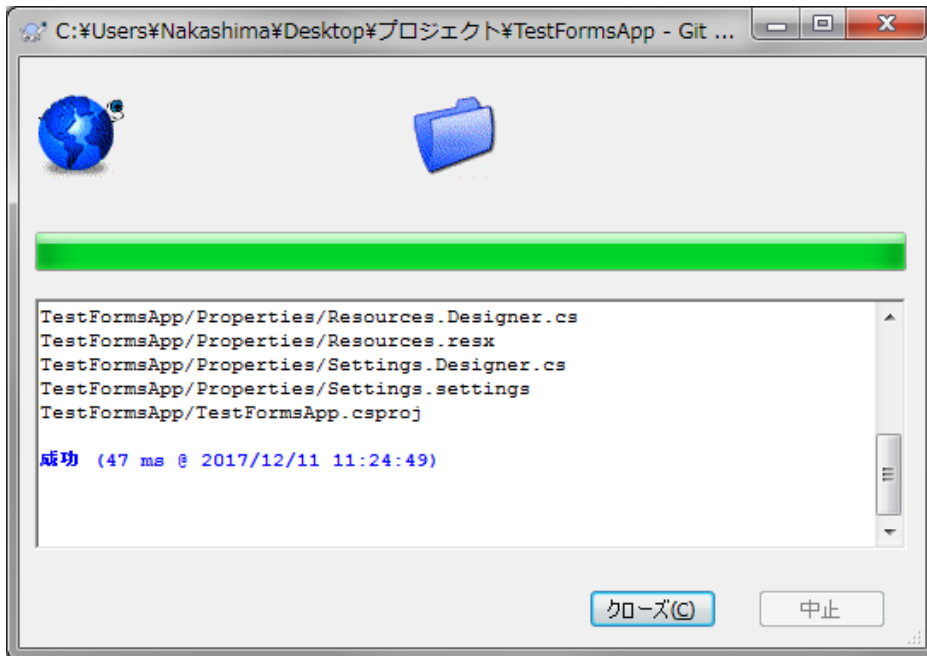 C:¥Users¥Nakashima¥Desktop¥プロジェクト¥TestFormsApp - Git ...
TestFormsApp/Properties/Resources.Designer.cs
TestFormsApp/Properties/Resources.resx
TestFormsApp/Properties/Settings.Designer.cs
TestFormsApp/Properties/Settings.settings
TestFormsApp/TestFormsApp.csproj
成功 (47 ms @ 2017/12/11 11:24:49)
クローズ(C) 中止